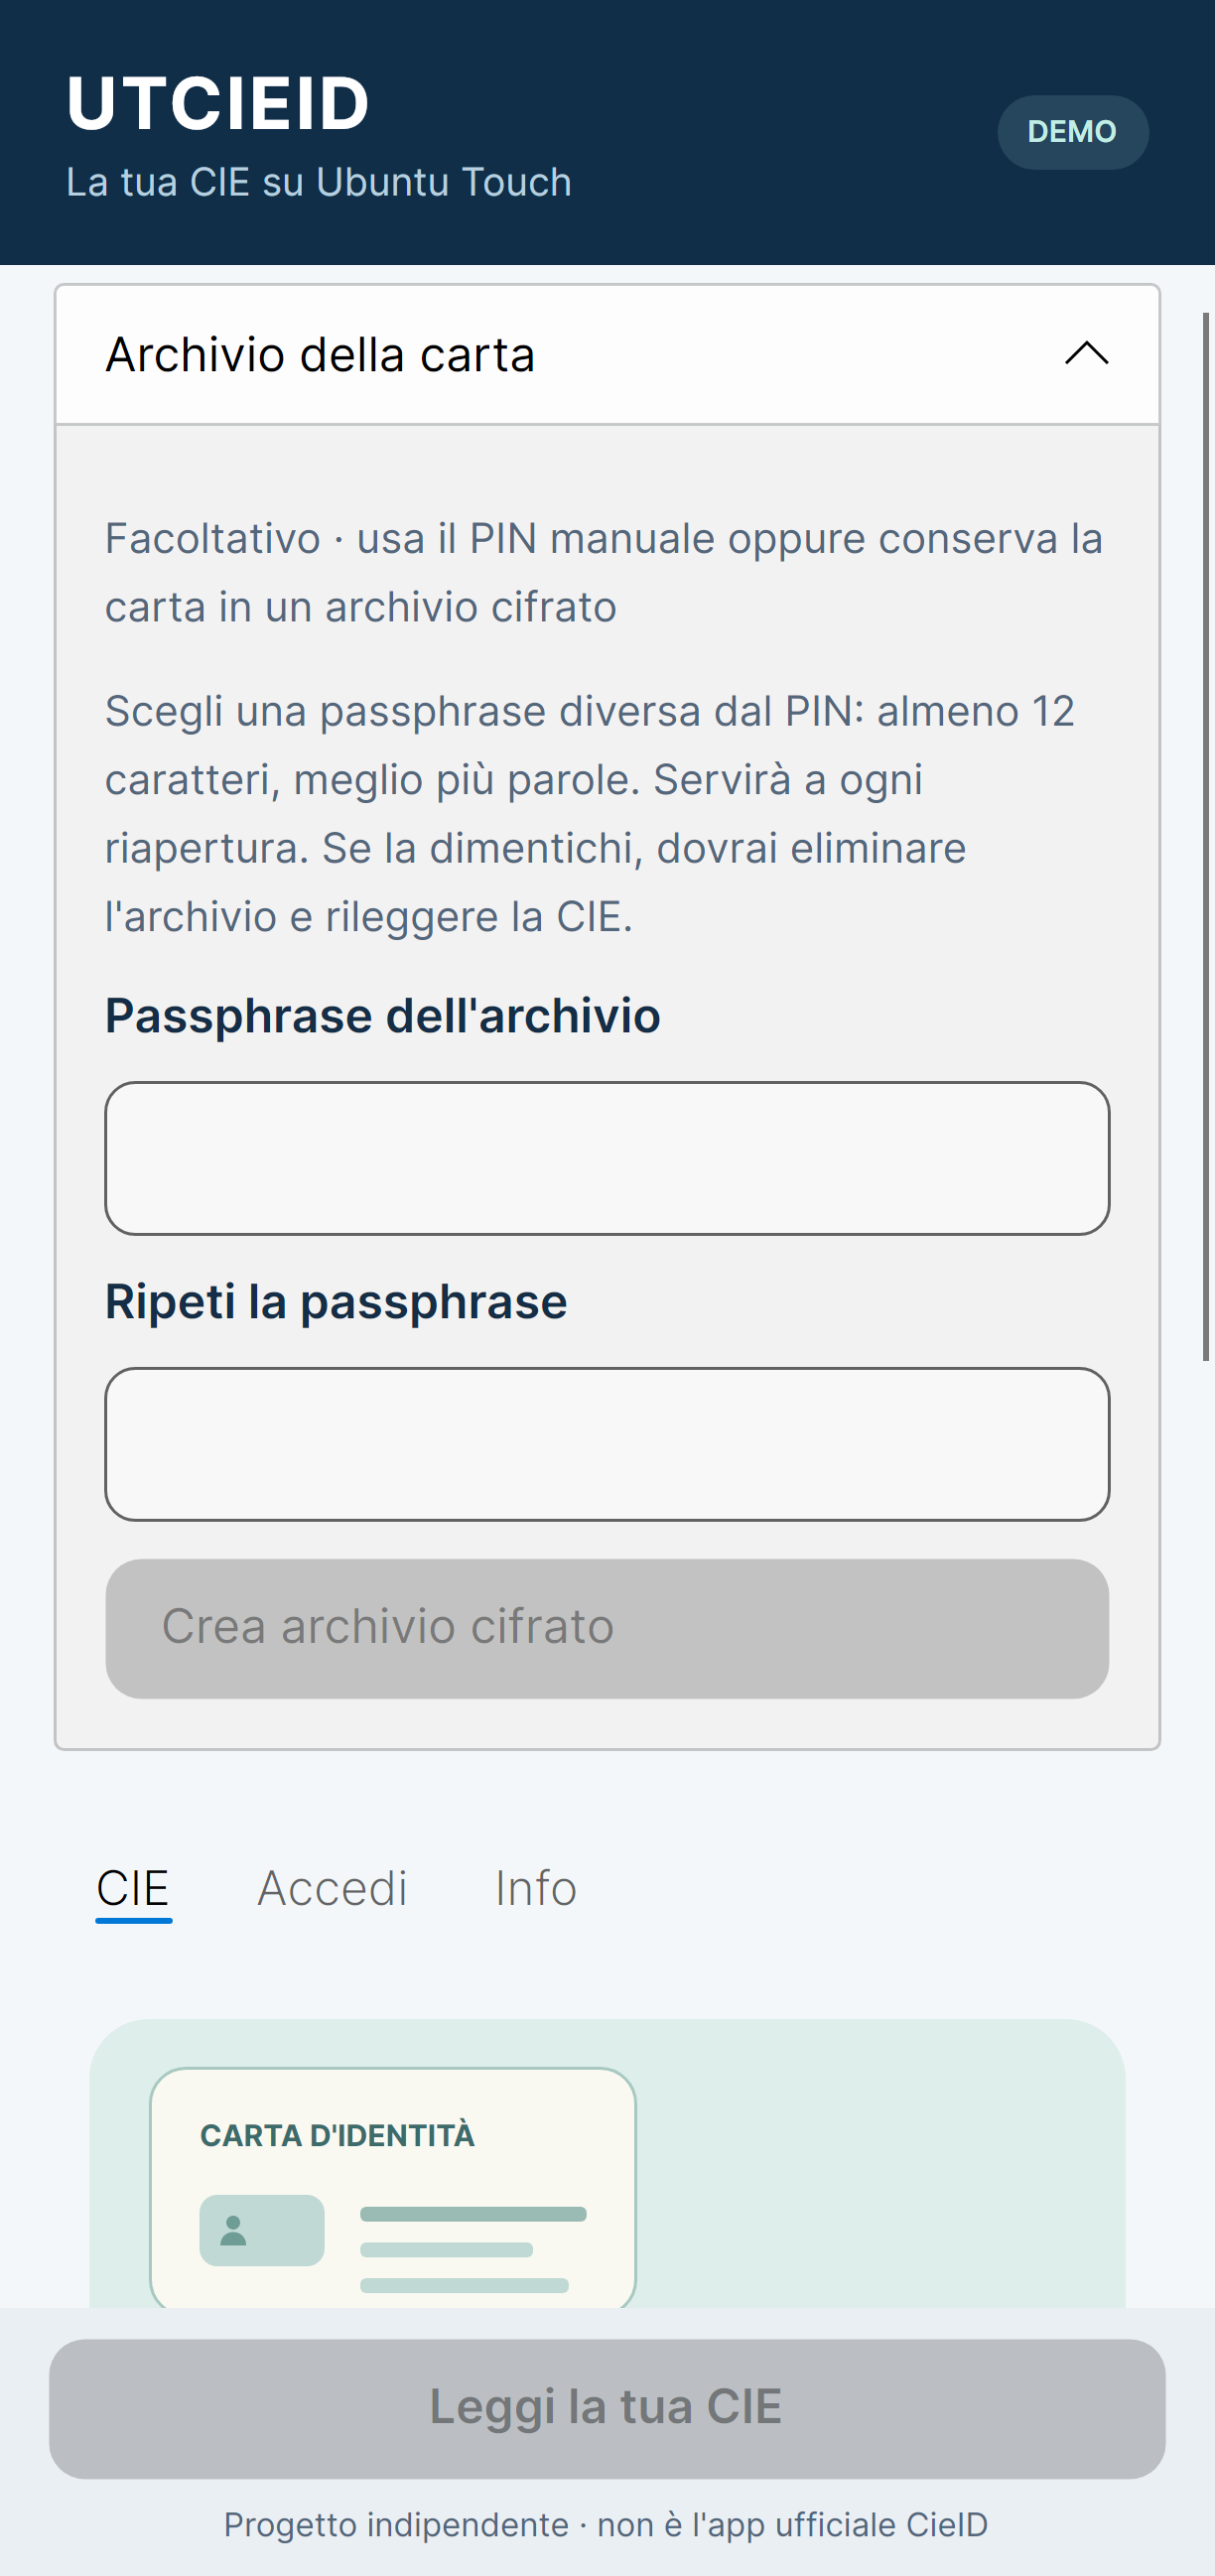 UTCIEID
La tua CIE su Ubuntu Touch
DEMO
Archivio della carta
Facoltativo · usa il PIN manuale oppure conserva la
carta in un archivio cifrato
Scegli una passphrase diversa dal PIN: almeno 12
caratteri, meglio più parole. Servirà a ogni
riapertura. Se la dimentichi, dovrai eliminare
l'archivio e rileggere la CIE.
Passphrase dell'archivio
Ripeti la passphrase
Crea archivio cifrato
CIE
Accedi
Info
CARTA D'IDENTITÀ
Leggi la tua CIE
Progetto indipendente · non è l'app ufficiale CieID